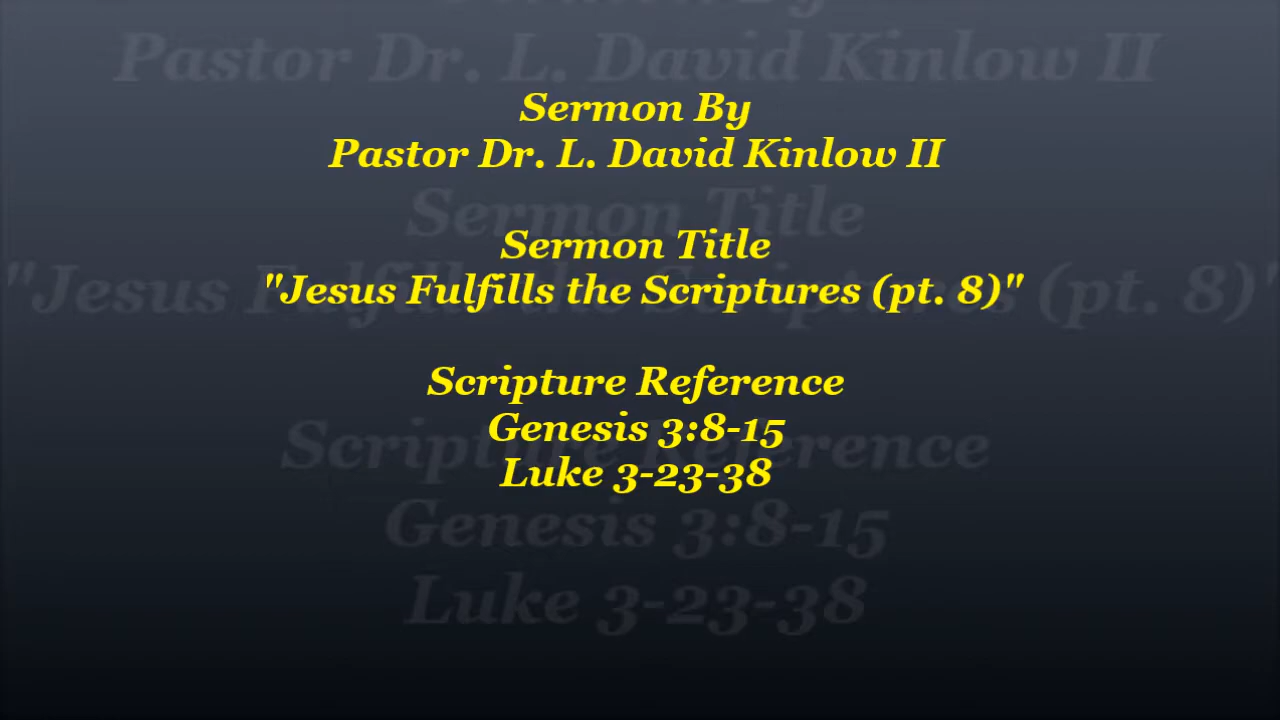 Sermon By
Pastor Dr. L. David Kinlow II
Sermon Title
"Jesus Fulfills the Scriptures (pt. 8)"
Scripture Reference
Genesis 3:8-15
Luke 3-23-38